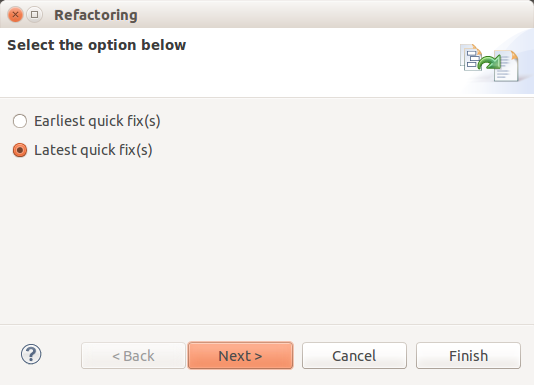 Refactoring
Select the option below
Earliest quick fix(s)
Latest quick fix(s)
?
< Back
Next >
Cancel
Finish